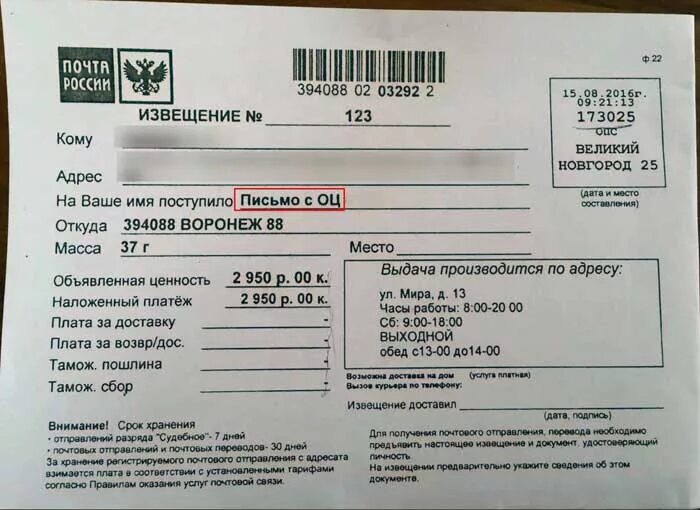 ПОЧТА
РОССИИ
ф.22
394088 02 03292 2
ИЗВЕЩЕНИЕ № 123
15.08.2016г.
09:21:13
173025
ОПС
ВЕЛИКИЙ
НОВГОРОД 25
(дата и место
составления)
Кому
Адрес
На Ваше имя поступило Письмо с ОЦ
Откуда 394088 ВОРОНЕЖ 88
Масса 37 г Место
Объявленная ценность 2 950 р. 00 к.
Наложенный платёж 2 950 р. 00 к.
Плата за доставку -
Плата за возвр/дос. -
Тамож. пошлина -
Тамож. сбор -
Выдача производится по адресу:
ул. Мира, д. 13
Часы работы: 8:00-20 00
Сб: 9:00-18:00
ВЫХОДНОЙ
обед с13-00 до14-00
Возможна доставка на дом (услуга платная)
Вызов курьера по телефону:
Извещение доставил
(дата, подпись)
Внимание! Срок хранения
• отправлений разряда "Судебное"- 7 дней
• почтовых отправлений и почтовых переводов- 30 дней
За хранение регистрируемого почтового отправления с адресата
взимается плата в соответствии с установленными тарифами
согласно Правилам оказания услуг почтовой связи.
Для получения почтового отправления, перевода необходимо
предъявить настоящее извещение и документ, удостоверяющий
личность
На извещении предварительно укажите сведения об этом
документе.